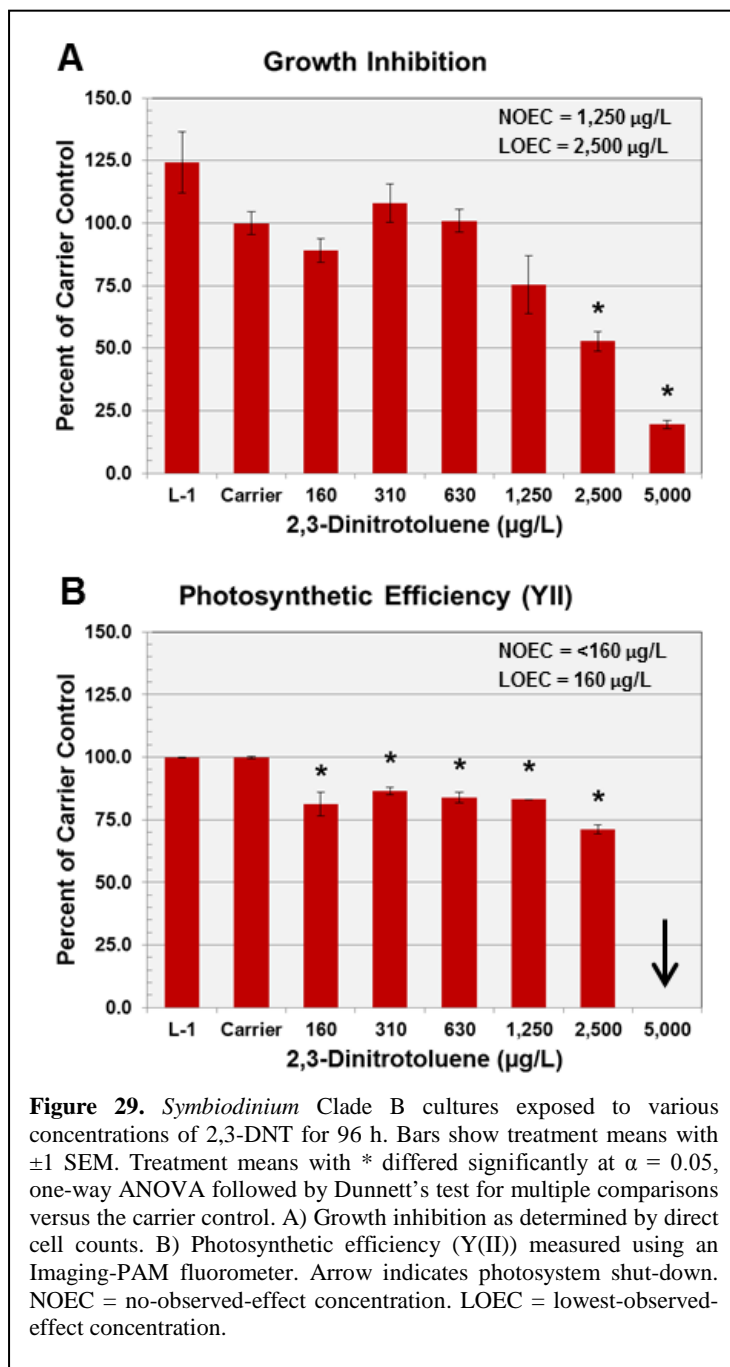 A
Growth Inhibition
NOEC = 1,250 µg/L
LOEC = 2,500 µg/L
Percent of Carrier Control
150.0
125.0
100.0
75.0
50.0
25.0
0.0
*
*
L-1 Carrier 160 310 630 1,250 2,500 5,000
2,3-Dinitrotoluene (µg/L)
B
Photosynthetic Efficiency (YII)
NOEC = <160 µg/L
LOEC = 160 µg/L
Percent of Carrier Control
150.0
125.0
100.0
75.0
50.0
25.0
0.0
* * * * *
L-1 Carrier 160 310 630 1,250 2,500 5,000
2,3-Dinitrotoluene (µg/L)
Figure 29. Symbiodinium Clade B cultures exposed to various
concentrations of 2,3-DNT for 96 h. Bars show treatment means with
±1 SEM. Treatment means with * differed significantly at α = 0.05,
one-way ANOVA followed by Dunnett’s test for multiple comparisons
versus the carrier control. A) Growth inhibition as determined by direct
cell counts. B) Photosynthetic efficiency (Y(II)) measured using an
Imaging-PAM fluorometer. Arrow indicates photosystem shut-down.
NOEC = no-observed-effect concentration. LOEC = lowest-observed-
effect concentration.